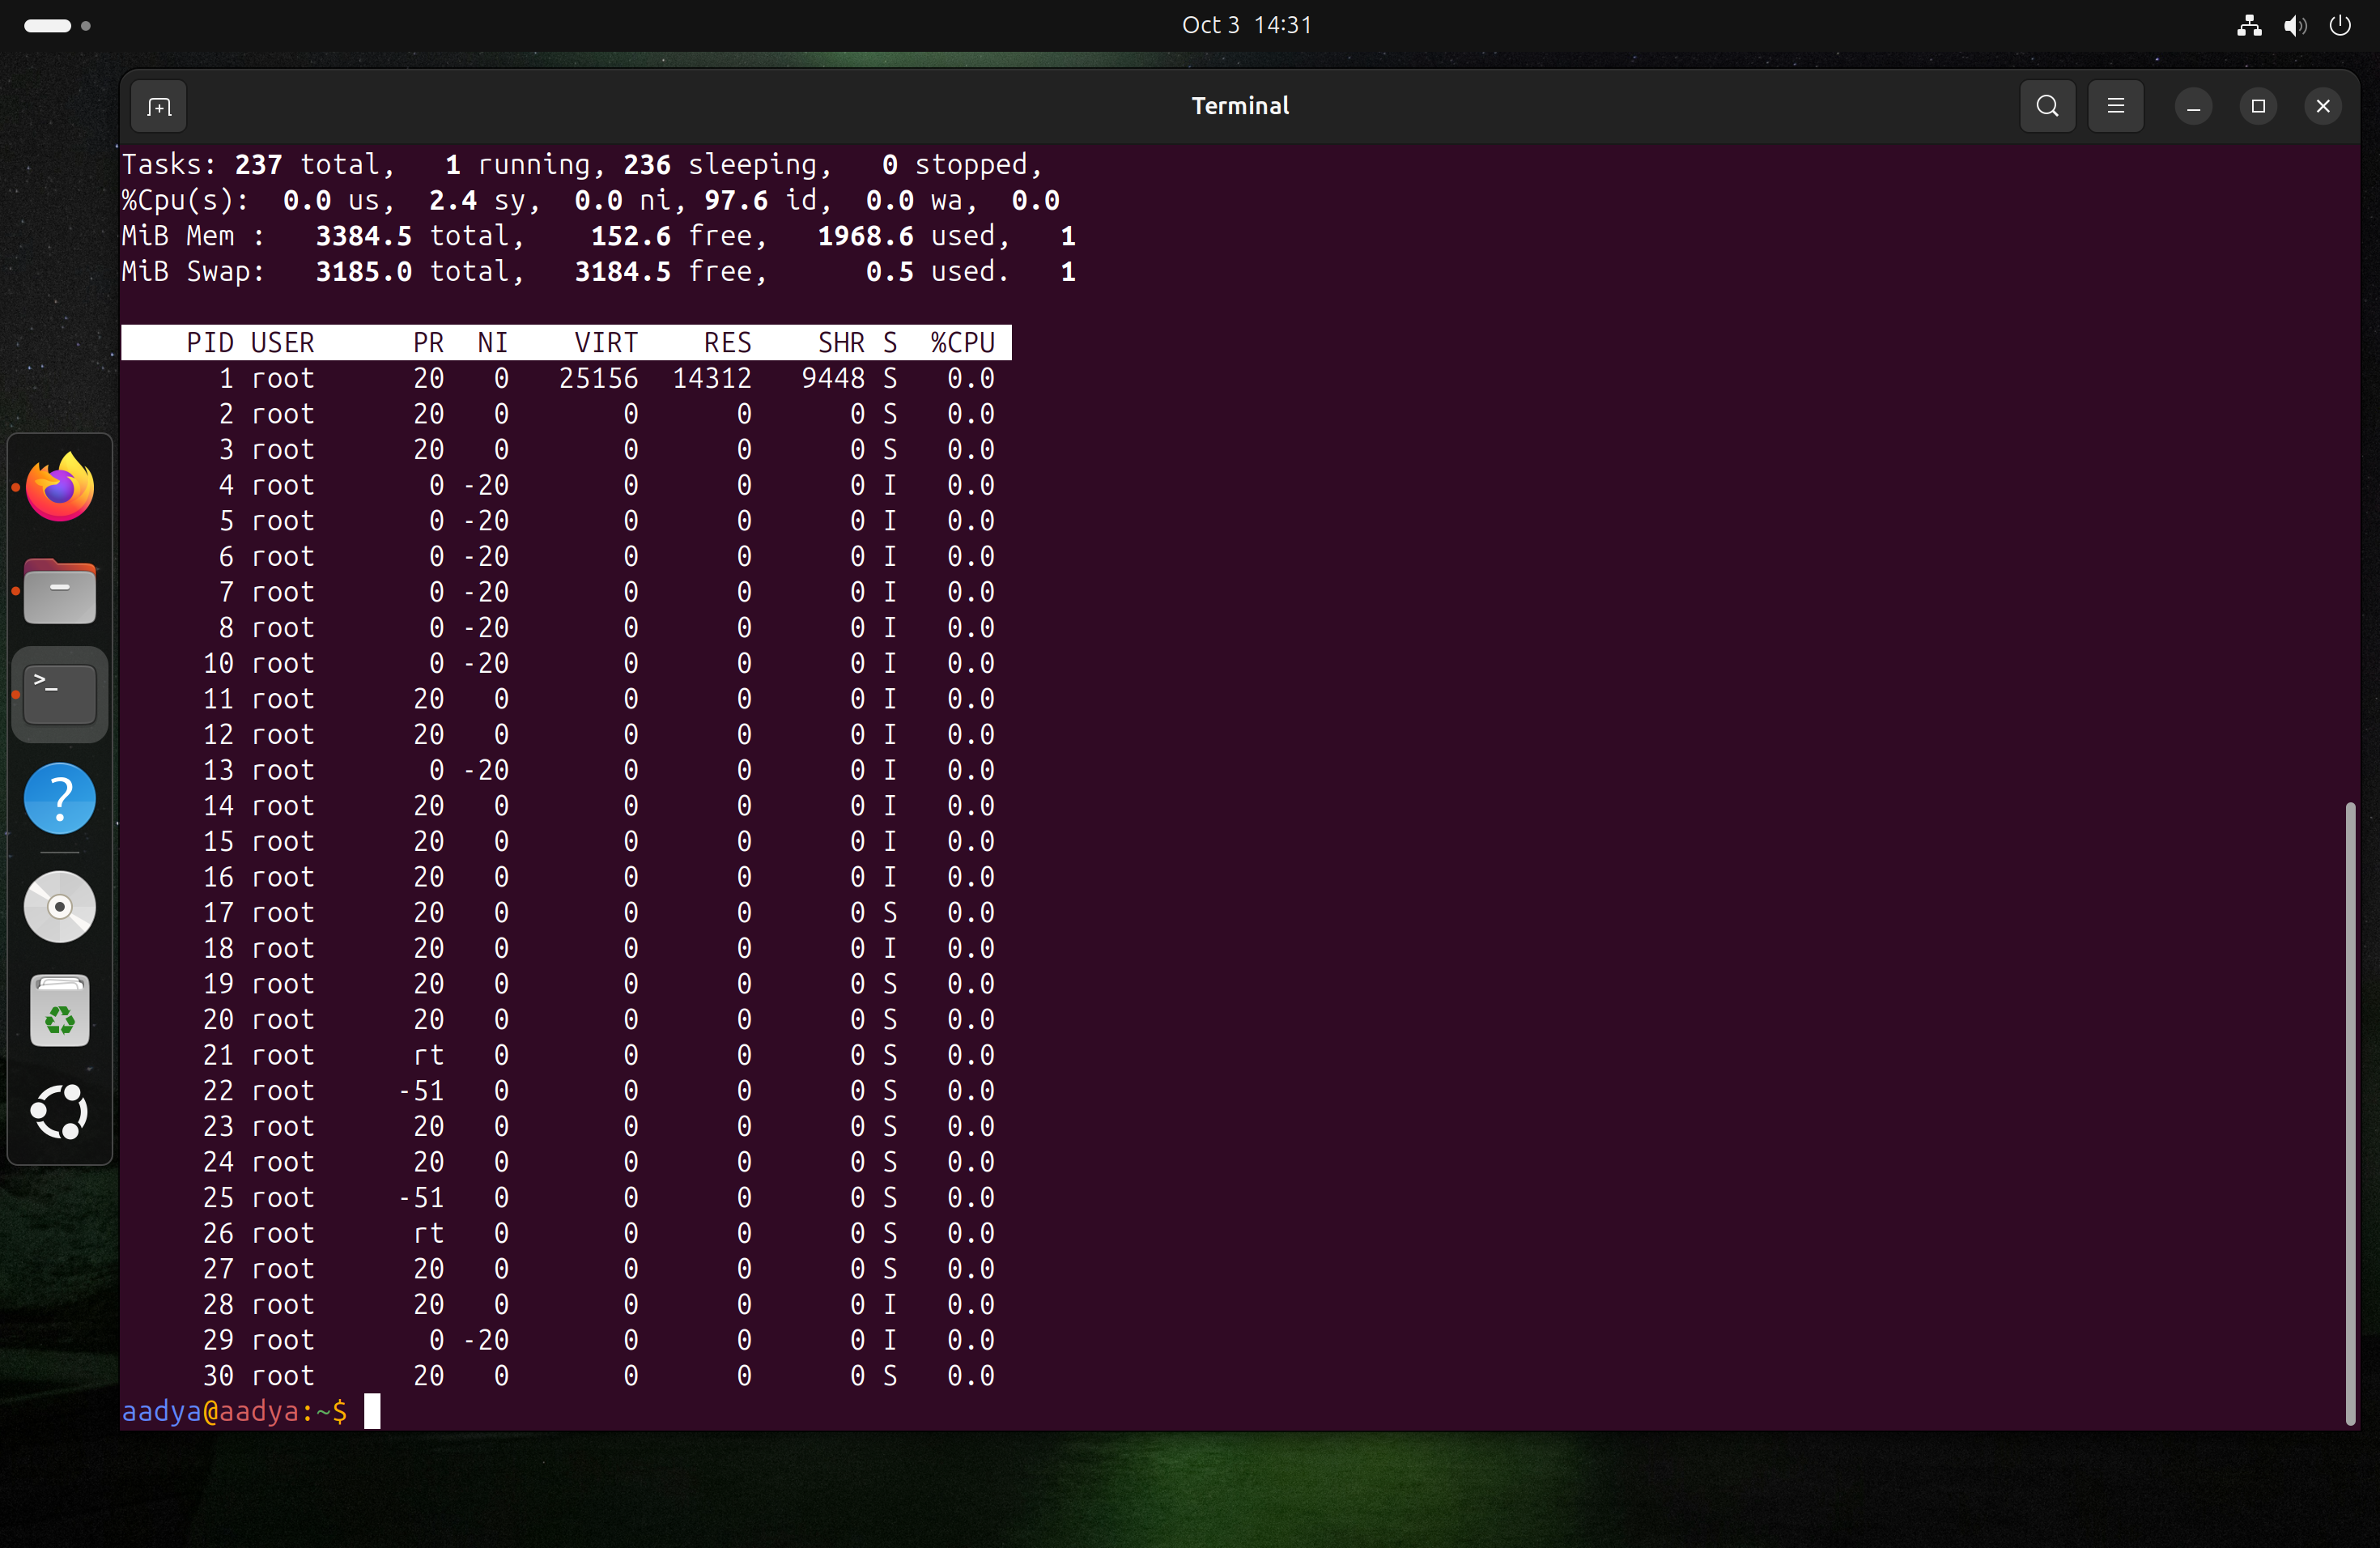 Oct 3 14:31
Terminal
Tasks: 237 total,   1 running, 236 sleeping,   0 stopped,
%Cpu(s):  0.0 us,  2.4 sy,  0.0 ni, 97.6 id,  0.0 wa,  0.0
MiB Mem :   3384.5 total,    152.6 free,   1968.6 used,   1
MiB Swap:   3185.0 total,   3184.5 free,      0.5 used.   1
    PID USER      PR  NI    VIRT    RES    SHR S  %CPU
      1 root      20   0   25156  14312   9448 S   0.0
      2 root      20   0       0      0      0 S   0.0
      3 root      20   0       0      0      0 S   0.0
      4 root       0 -20       0      0      0 I   0.0
      5 root       0 -20       0      0      0 I   0.0
      6 root       0 -20       0      0      0 I   0.0
      7 root       0 -20       0      0      0 I   0.0
      8 root       0 -20       0      0      0 I   0.0
     10 root       0 -20       0      0      0 I   0.0
     11 root      20   0       0      0      0 I   0.0
     12 root      20   0       0      0      0 I   0.0
     13 root       0 -20       0      0      0 I   0.0
     14 root      20   0       0      0      0 I   0.0
     15 root      20   0       0      0      0 I   0.0
     16 root      20   0       0      0      0 I   0.0
     17 root      20   0       0      0      0 S   0.0
     18 root      20   0       0      0      0 I   0.0
     19 root      20   0       0      0      0 S   0.0
     20 root      20   0       0      0      0 S   0.0
     21 root      rt   0       0      0      0 S   0.0
     22 root     -51   0       0      0      0 S   0.0
     23 root      20   0       0      0      0 S   0.0
     24 root      20   0       0      0      0 S   0.0
     25 root     -51   0       0      0      0 S   0.0
     26 root      rt   0       0      0      0 S   0.0
     27 root      20   0       0      0      0 S   0.0
     28 root      20   0       0      0      0 I   0.0
     29 root       0 -20       0      0      0 I   0.0
     30 root      20   0       0      0      0 S   0.0
aadya@aadya:~$